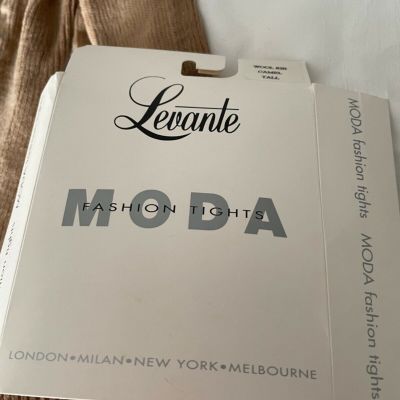 WOOL RIB
CAMEL
TALL
Levante
MODA
FASHION TIGHTS
LONDON•MILAN•NEW YORK•MELBOURNE
MODA fashion tights
MODA fashion tights